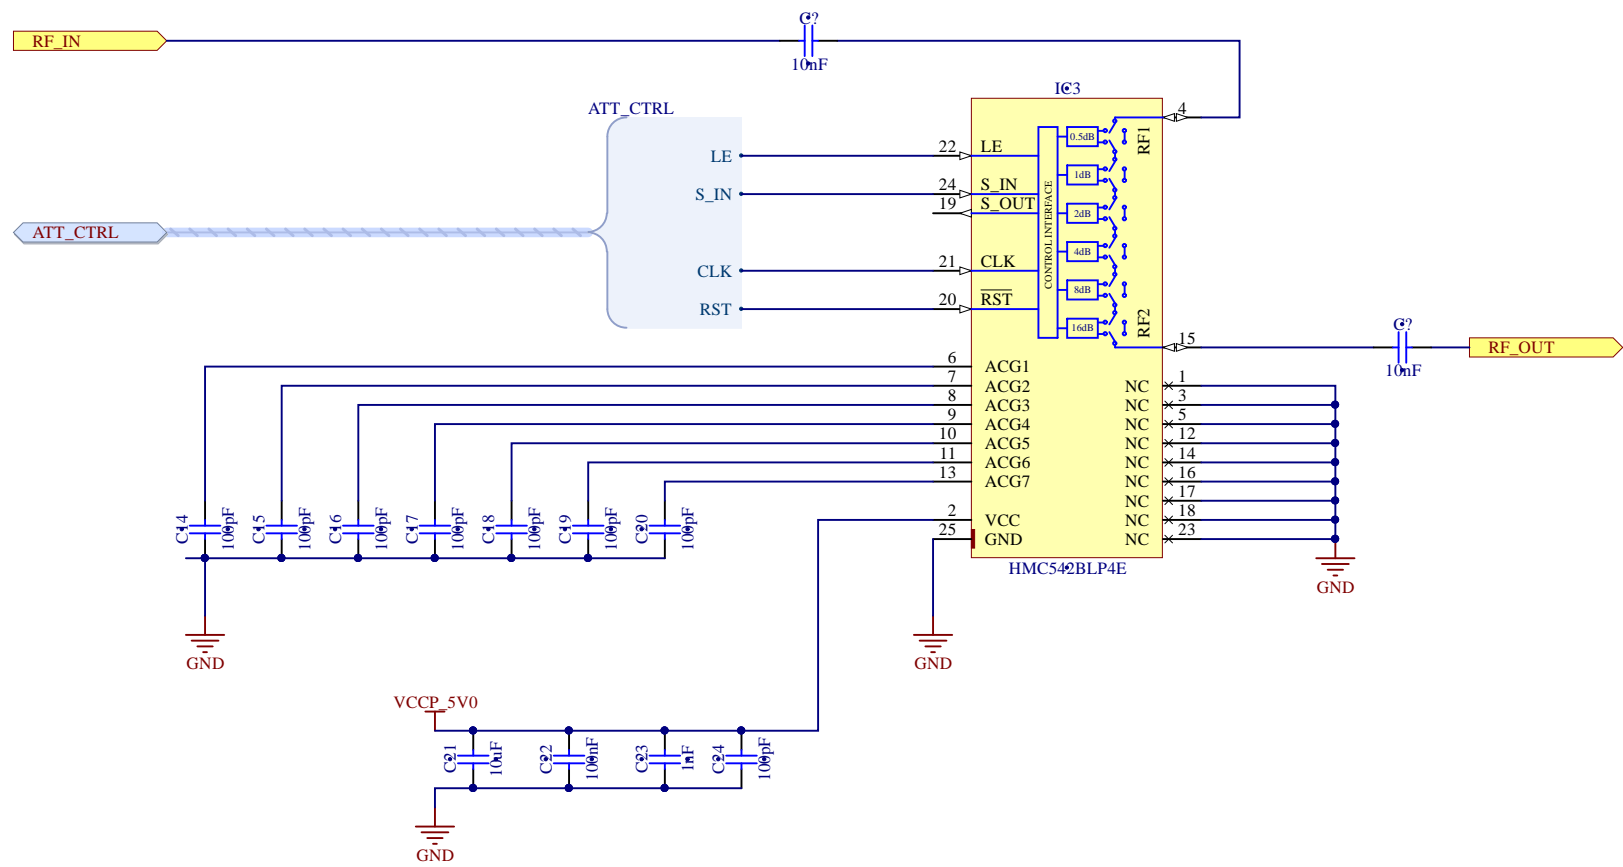 C?
RF_IN
10nF
IC3
ATT_CTRL
4
RF1
0.5dB
22 LE
LE
1dB
24 S_IN
S_IN
19 S_OUT
2dB
CONTROL INTERFACE
ATT_CTRL
4dB
21 CLK
CLK
8dB
20 RST
RST
16dB
RF2
C?
15
RF_OUT
10nF
6 ACG1
7 ACG2
NC 1
8 ACG3
NC 3
9 ACG4
NC 5
10 ACG5
NC 12
11 ACG6
NC 14
13 ACG7
NC 16
NC 17
2 VCC
NC 18
25 GND
NC 23
C14 100pF
C15 100pF
C16 100pF
C17 100pF
C18 100pF
C19 100pF
C20 100pF
HMC542BLP4E
GND
GND
GND
VCCP_5V0
C21 10uF
C22 100nF
C23 1nF
C24 100pF
GND